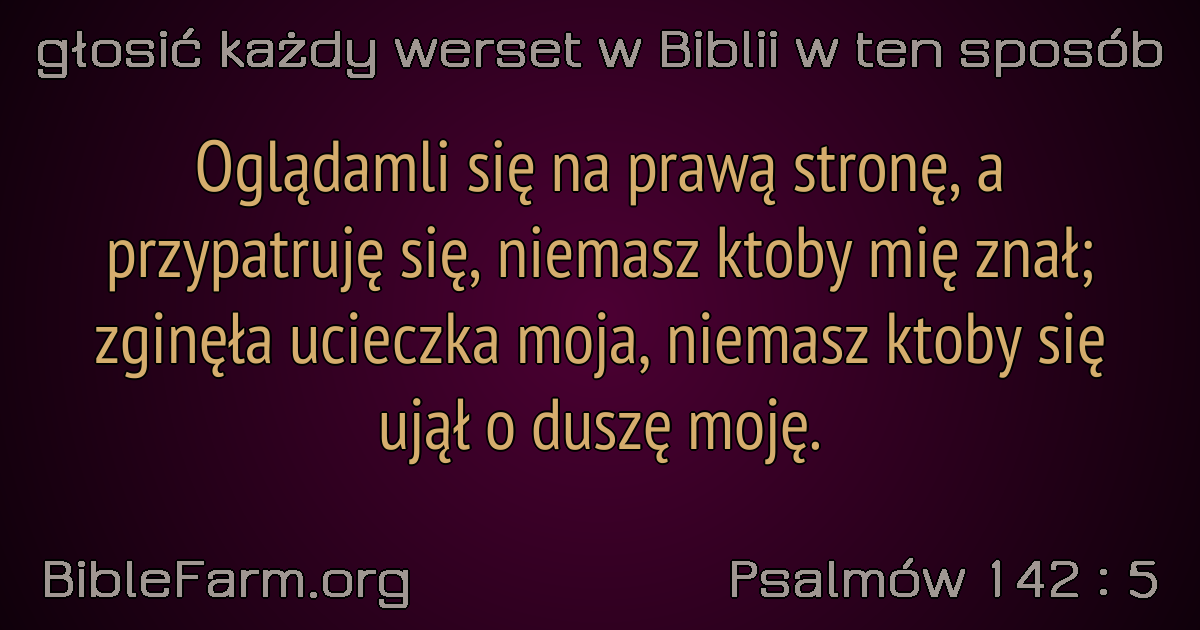 głosić każdy werset w Biblii w ten sposób
Oglądamli się na prawą stronę, a
przypatruję się, niemasz ktoby mię znał;
zginęła ucieczka moja, niemasz ktoby się
ujął o duszę moję.
BibleFarm.org
Psalmów 142 : 5